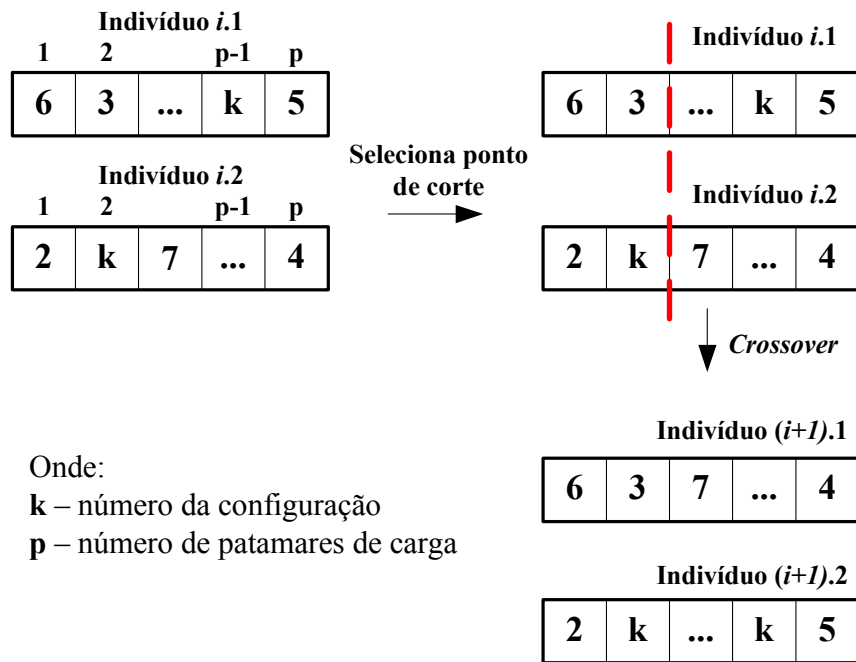 Indivíduo i.1
1 2 p-1 p
6 3 ... k 5
Indivíduo i.2
1 2 p-1 p
2 k 7 ... 4
Seleciona ponto
de corte
Indivíduo i.1
6 3 ... k 5
Indivíduo i.2
2 k 7 ... 4
Crossover
Indivíduo (i+1).1
6 3 7 ... 4
Indivíduo (i+1).2
2 k ... k 5
Onde:
k – número da configuração
p – número de patamares de carga